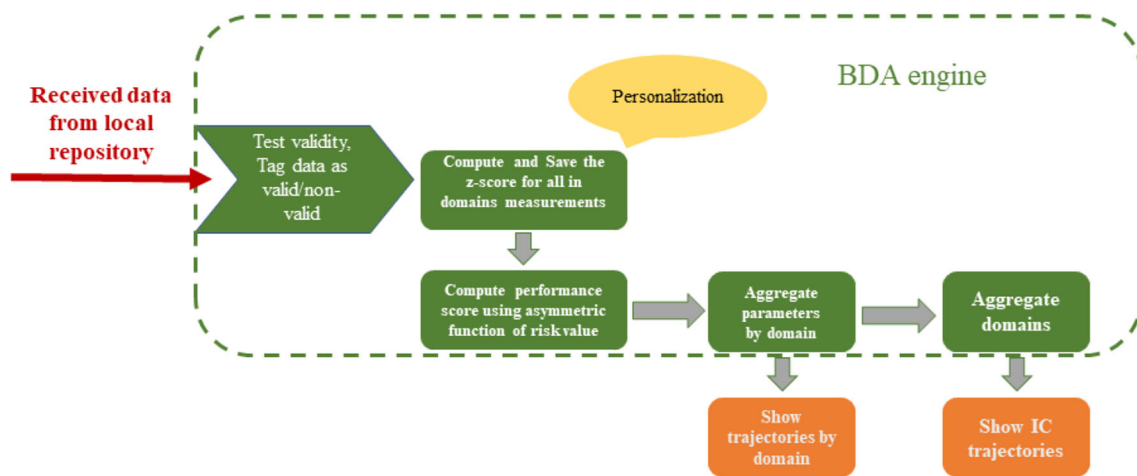 BDA engine
Personalization
Received data
from local
repository
Test validity,
Tag data as
valid/non-
valid
Compute and Save the
z-score for all in
domains measurements
Compute performance
score using asymmetric
function of risk value
Aggregate
parameters
by domain
Aggregate
domains
Show
trajectories by
domain
Show IC
trajectories